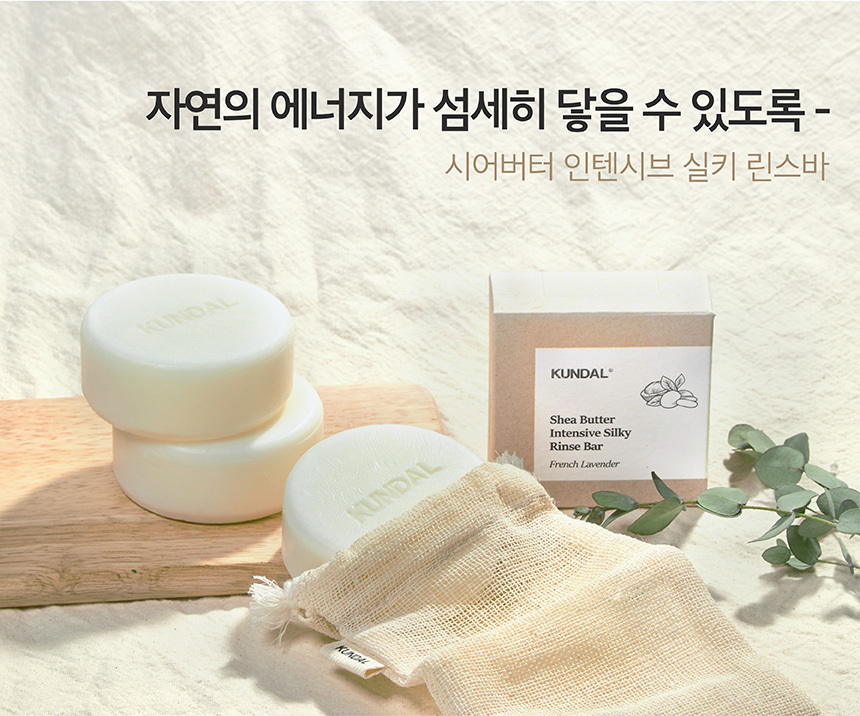 자연의 에너지가 섬세히 닿을 수 있도록 -
시어버터 인텐시브 실키 린스바
KUNDAL
KUNDAL®
Shea Butter
Intensive Silky
Rinse Bar
French Lavender
KUNDAL
KUNDAL